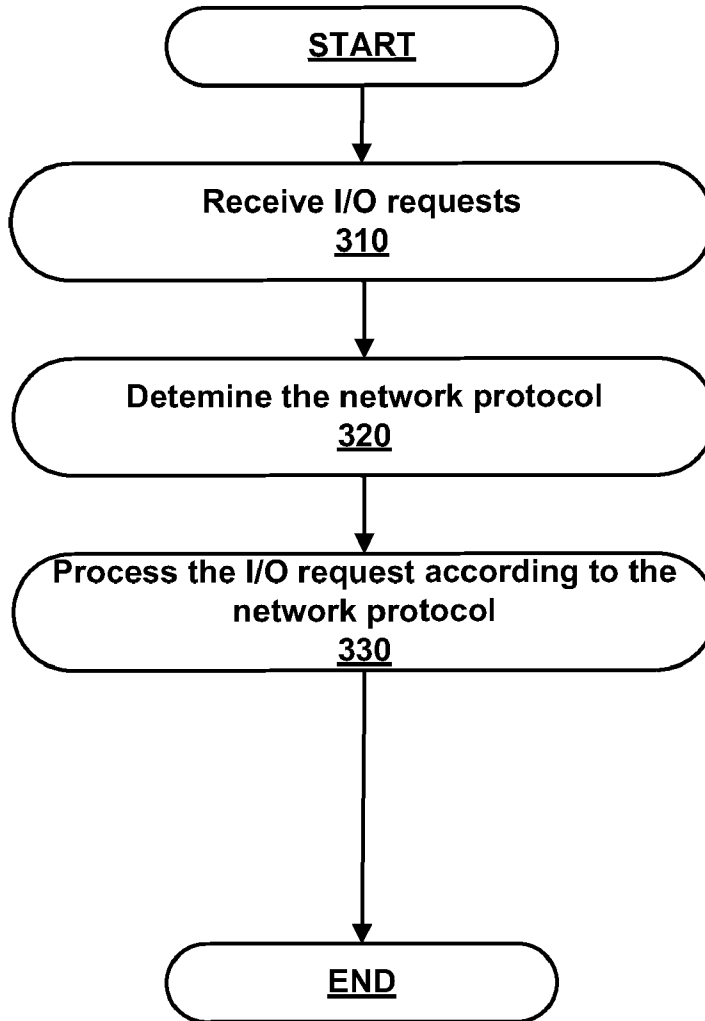 START
Receive I/O requests
310
Detemine the network protocol
320
Process the I/O request according to the
network protocol
330
END